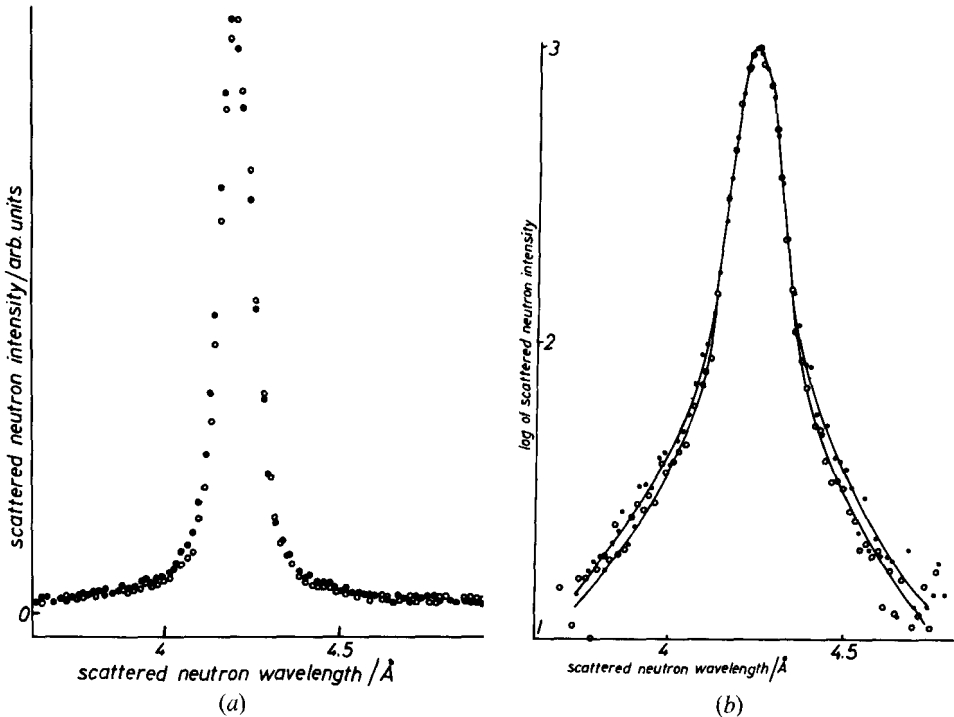 scattered neutron intensity/arb. units
0
4
4.5
scattered neutron wavelength/Å
(a)
log of scattered neutron intensity
3
2
1
4
4.5
scattered neutron wavelength/Å
(b)